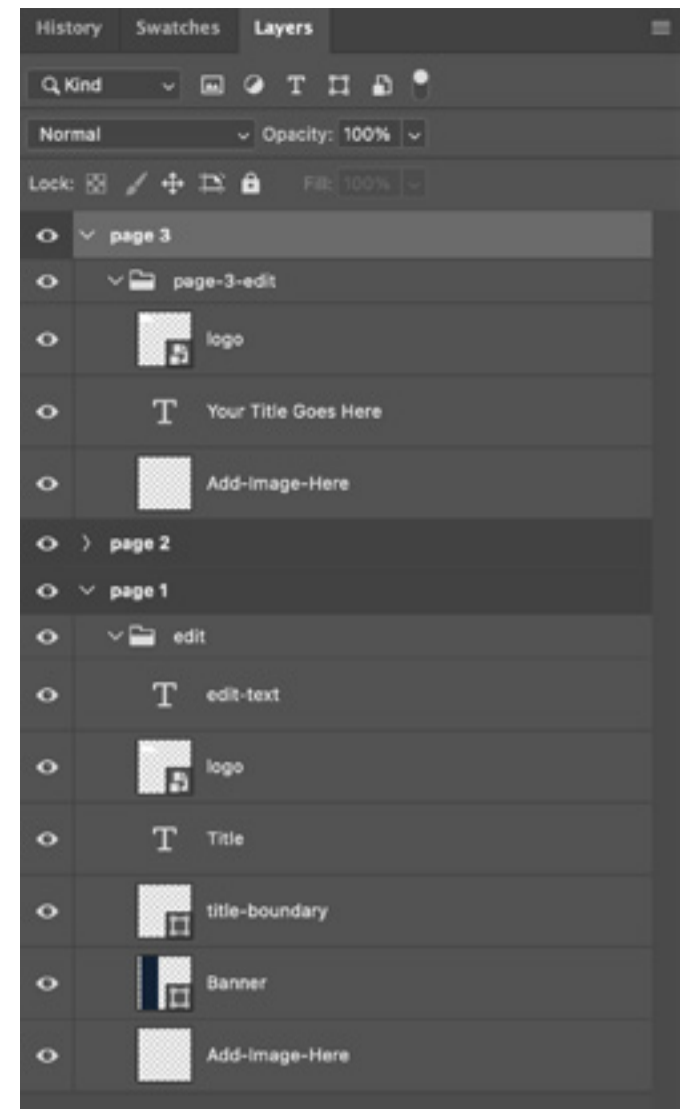 History Swatches Layers
Kind
Normal Opacity: 100%
Lock: Fill: 100%
page 3
page-3-edit
logo
Your Title Goes Here
Add-Image-Here
page 2
page 1
edit
edit-text
logo
Title
title-boundary
Banner
Add-Image-Here